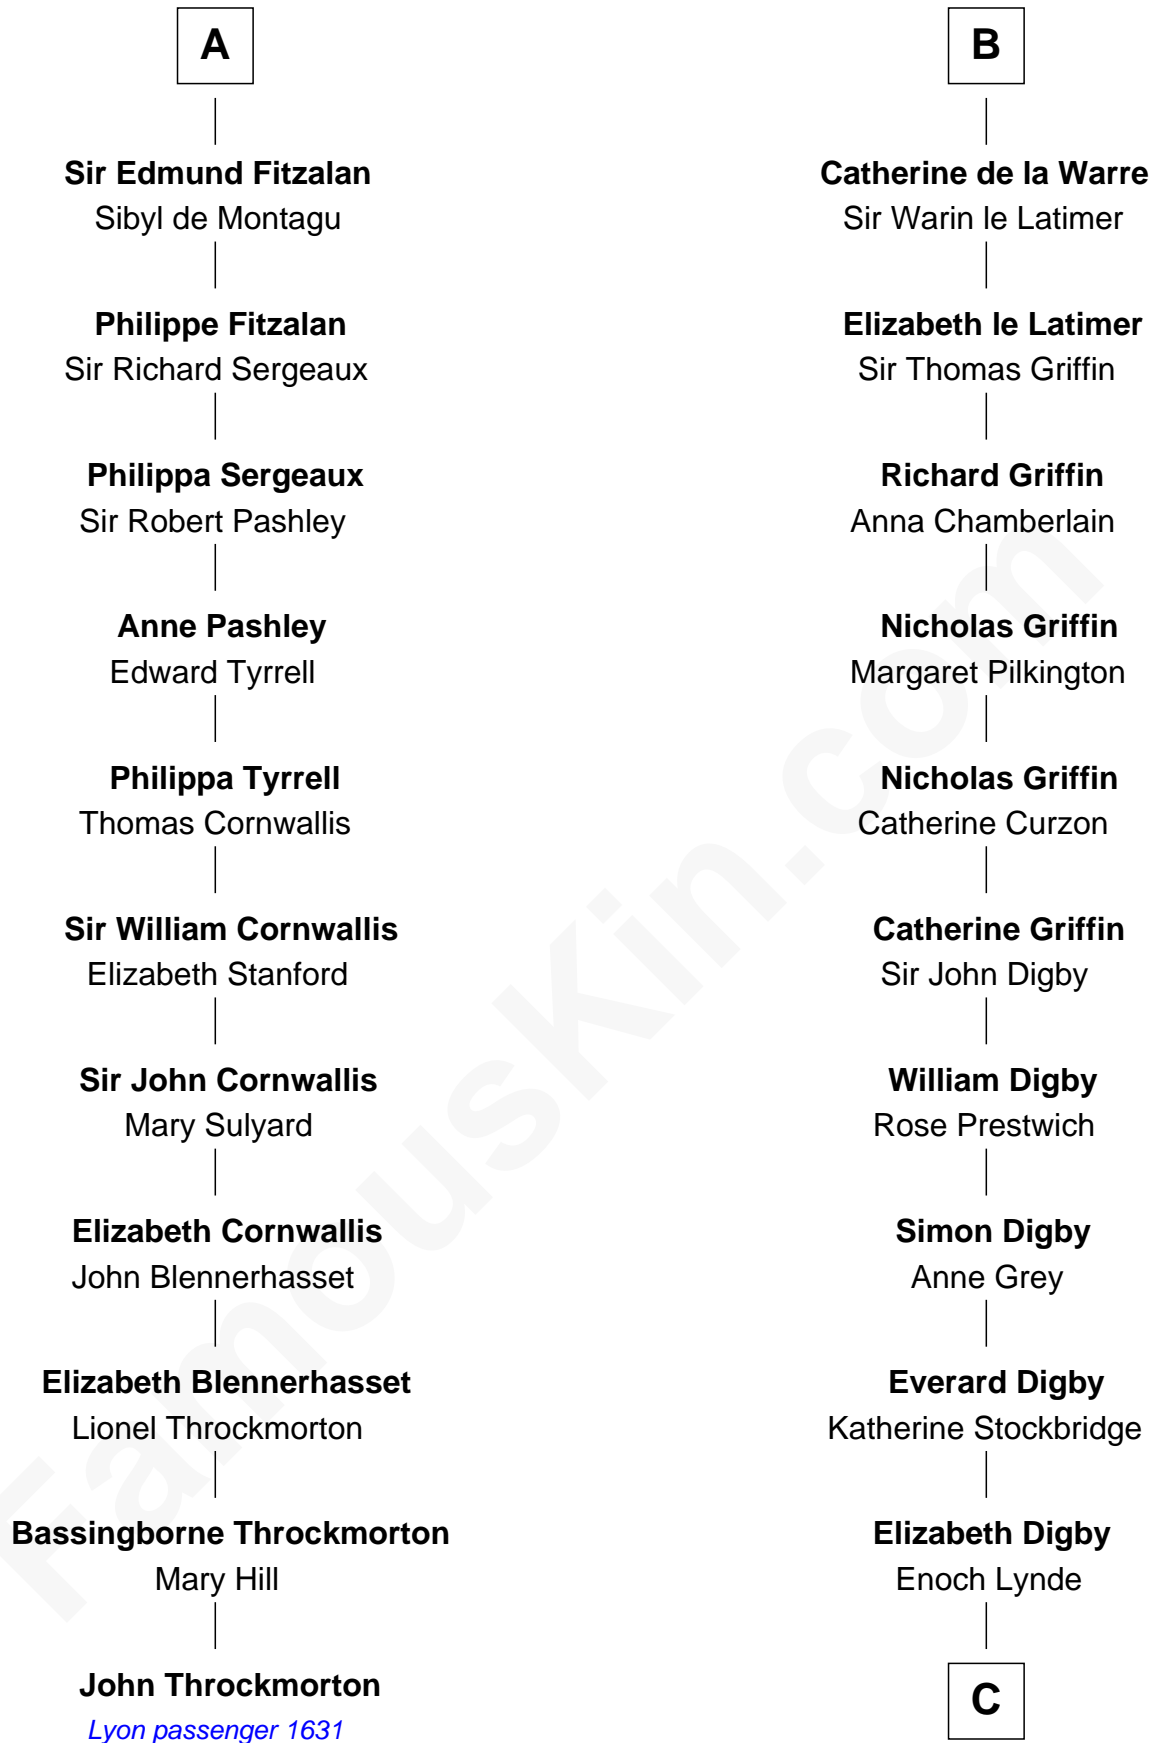 A
Sir Edmund Fitzalan
Sibyl de Montagu
Philippe Fitzalan
Sir Richard Sergeaux
Philippa Sergeaux
Sir Robert Pashley
Anne Pashley
Edward Tyrrell
Philippa Tyrrell
Thomas Cornwallis
Sir William Cornwallis
Elizabeth Stanford
Sir John Cornwallis
Mary Sulyard
Elizabeth Cornwallis
John Blennerhasset
Elizabeth Blennerhasset
Lionel Throckmorton
Bassingborne Throckmorton
Mary Hill
John Throckmorton
Lyon passenger 1631
B
Catherine de la Warre
Sir Warin le Latimer
Elizabeth le Latimer
Sir Thomas Griffin
Richard Griffin
Anna Chamberlain
Nicholas Griffin
Margaret Pilkington
Nicholas Griffin
Catherine Curzon
Catherine Griffin
Sir John Digby
William Digby
Rose Prestwich
Simon Digby
Anne Grey
Everard Digby
Katherine Stockbridge
Elizabeth Digby
Enoch Lynde
C
FamousKin.com